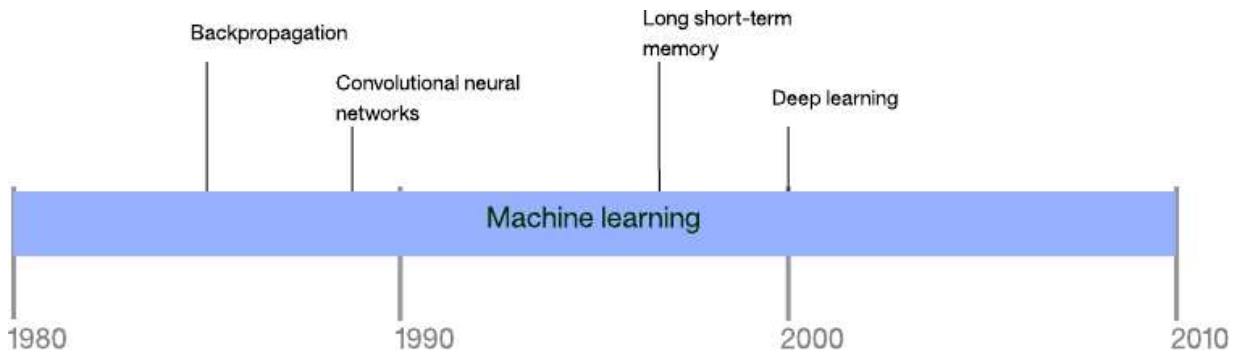 Backpropagation
Convolutional neural
networks
Long short-term
memory
Deep learning
Machine learning
1980
1990
2000
2010